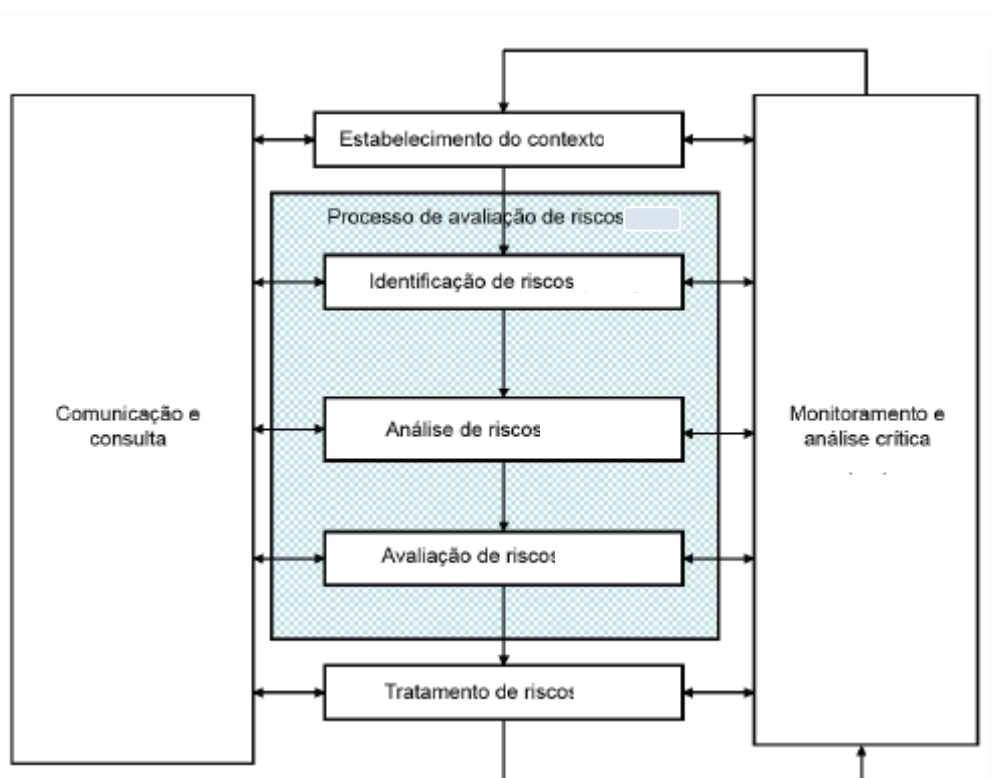 Estabelecimento do contexto
Processo de avaliação de riscos
Identificação de riscos
Comunicação e
consulta
Análise de riscos
Monitoramento e
análise crítica
Avaliação de riscos
Tratamento de riscos